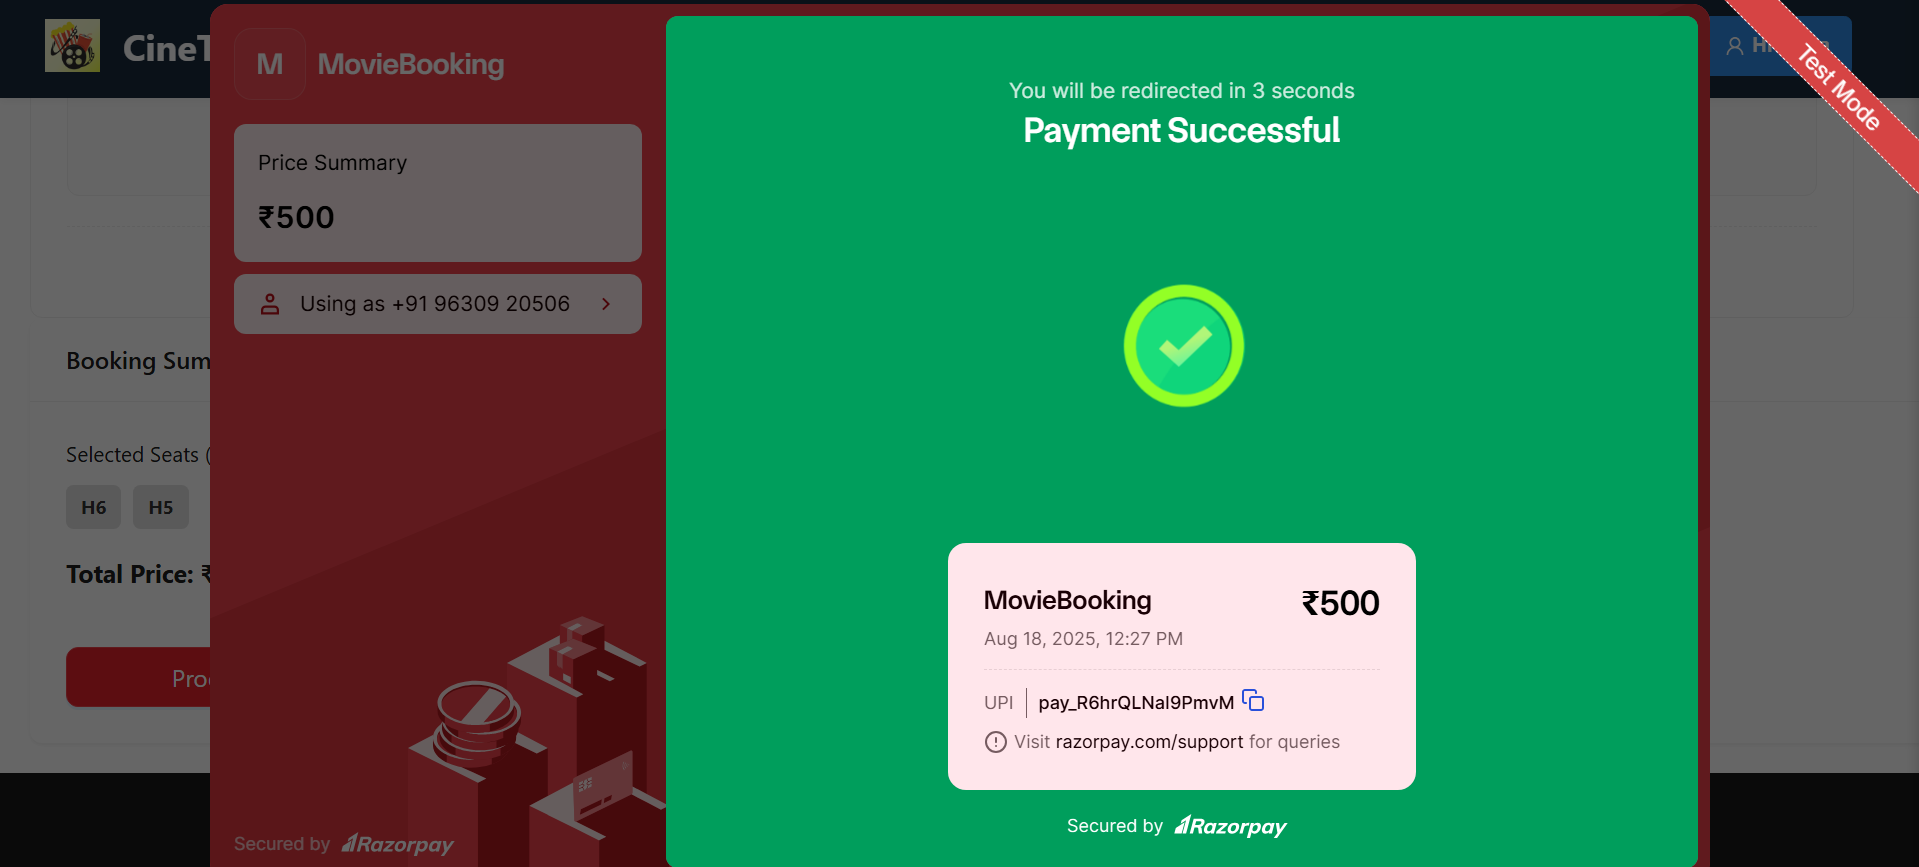 CineT
Hi
Test Mode
M
MovieBooking
Price Summary
₹500
Using as +91 96309 20506
Booking Sum
Selected Seats (
H6
H5
Total Price: ₹
Pro
Secured by Razorpay
You will be redirected in 3 seconds
Payment Successful
MovieBooking
₹500
Aug 18, 2025, 12:27 PM
UPI pay_R6hrQLNal9PmvM
Visit razorpay.com/support for queries
Secured by Razorpay